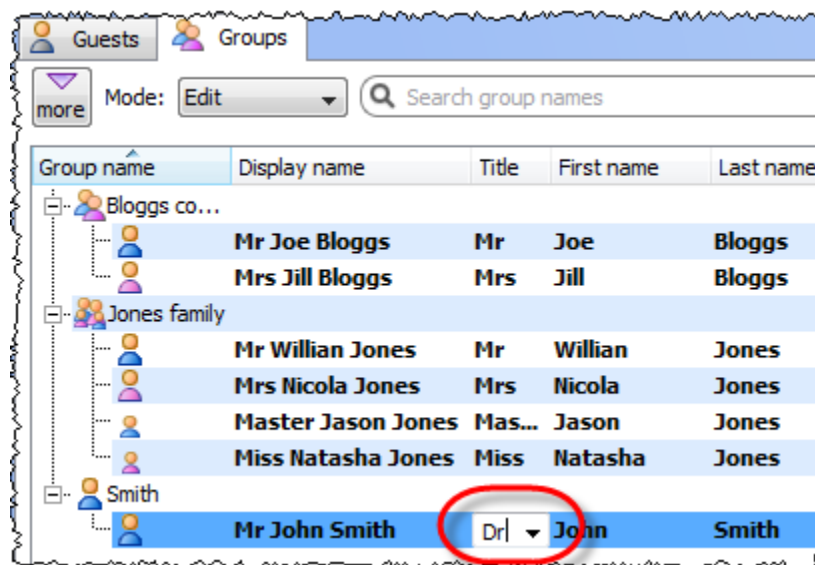 Guests Groups
more Mode: Edit Search group names
Group name Display name Title First name Last name
Bloggs co...
Mr Joe Bloggs Mr Joe Bloggs
Mrs Jill Bloggs Mrs Jill Bloggs
Jones family
Mr Willian Jones Mr Willian Jones
Mrs Nicola Jones Mrs Nicola Jones
Master Jason Jones Mas... Jason Jones
Miss Natasha Jones Miss Natasha Jones
Smith
Mr John Smith Dr John Smith